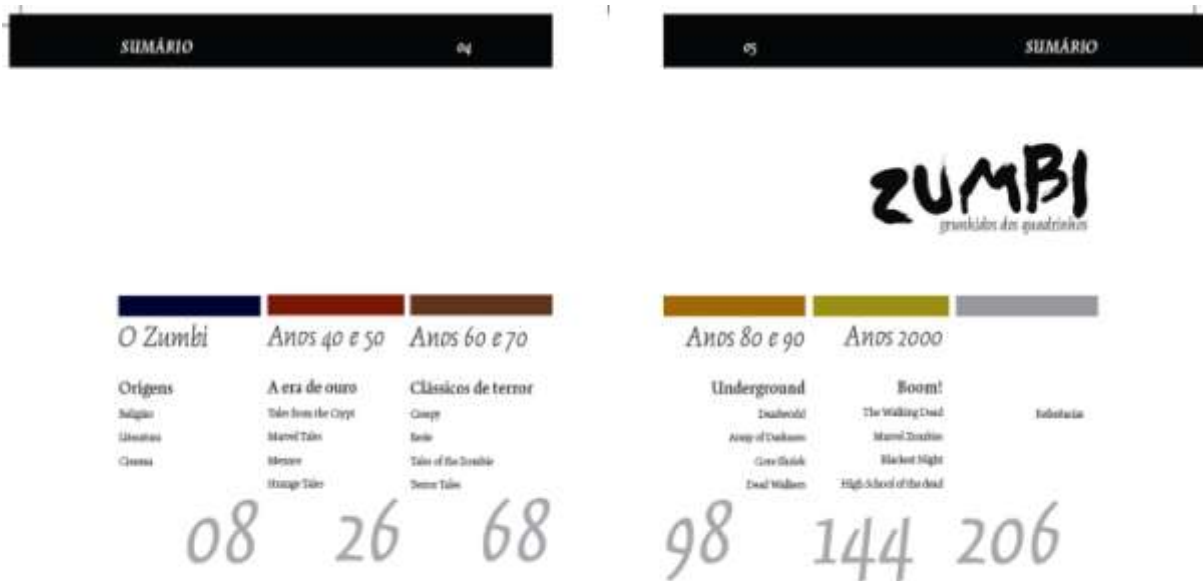 SUMÁRIO 04
O Zumbi
Origens
Religião
Literatura
Cinema
08
Anos 40 e 50
A era de ouro
Tales from the Crypt
Marvel Tales
Menace
Strange Tales
26
Anos 60 e 70
Clássicos de terror
Creepy
Eerie
Tales of the Zombie
Terror Tales
68
05 SUMÁRIO
ZUMBI
dos quadrinhos
Anos 80 e 90
Underground
Deadworld
Army of Darkness
Gore Shriek
Dead Walkers
98
Anos 2000
Boom!
The Walking Dead
Marvel Zombies
Blackest Night
High School of the dead
144
Referências
206